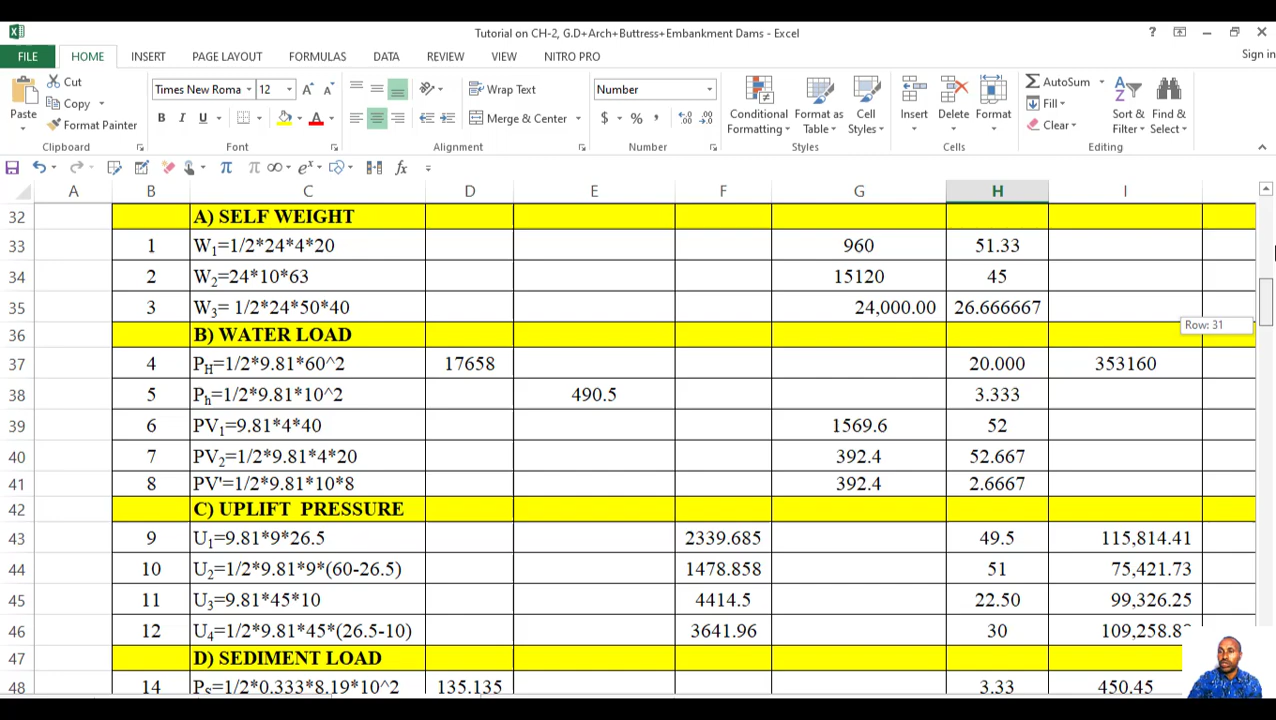 Tutorial on CH-2, G.D+Arch+Buttress+Embankment Dams - Excel
?
FILE HOME INSERT PAGE LAYOUT FORMULAS DATA REVIEW VIEW NITRO PRO Sign in
Paste Cut Copy Format Painter Clipboard
Times New Roma 12 A A B I U A Font
Wrap Text Merge & Center Alignment
Number $ % , Number
Conditional Formatting Format as Table Cell Styles Styles
Insert Delete Format Cells
AutoSum Fill Clear Sort & Filter Find & Select Editing
π π ∞ eˣ fx
A B C D E F G H I
32 A) SELF WEIGHT
33 1 W₁=1/2*24*4*20 960 51.33
34 2 W₂=24*10*63 15120 45
35 3 W₃= 1/2*24*50*40 24,000.00 26.666667
Row: 31
36 B) WATER LOAD
37 4 P_H=1/2*9.81*60^2 17658 20.000 353160
38 5 Pₕ=1/2*9.81*10^2 490.5 3.333
39 6 PV₁=9.81*4*40 1569.6 52
40 7 PV₂=1/2*9.81*4*20 392.4 52.667
41 8 PV'=1/2*9.81*10*8 392.4 2.6667
42 C) UPLIFT PRESSURE
43 9 U₁=9.81*9*26.5 2339.685 49.5 115,814.41
44 10 U₂=1/2*9.81*9*(60-26.5) 1478.858 51 75,421.73
45 11 U₃=9.81*45*10 4414.5 22.50 99,326.25
46 12 U₄=1/2*9.81*45*(26.5-10) 3641.96 30
47 D) SEDIMENT LOAD
48 14 P_S=1/2*0.333*8.19*10^2 135.135 3.33 450.45